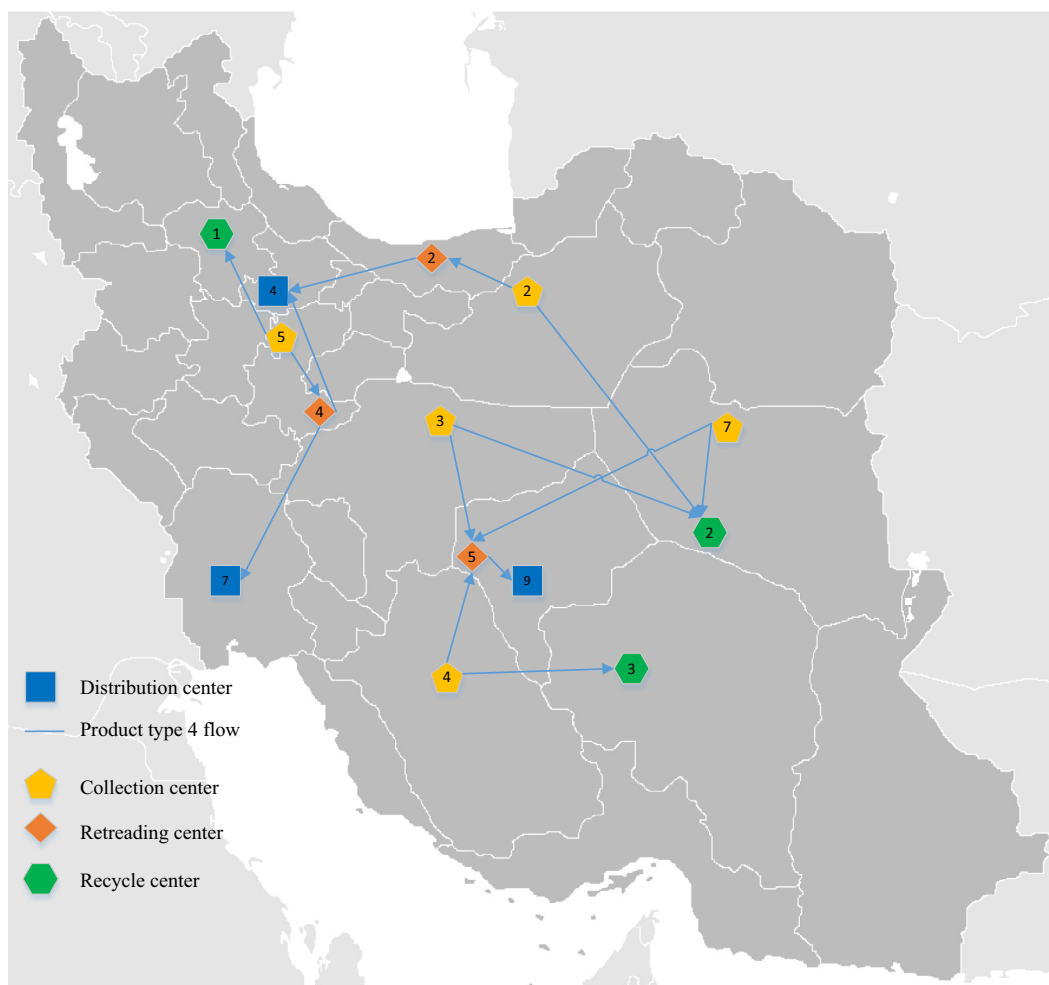 1
2
4
2
5
4
3
7
2
5
7
9
4
3
Distribution center
Product type 4 flow
Collection center
Retreading center
Recycle center